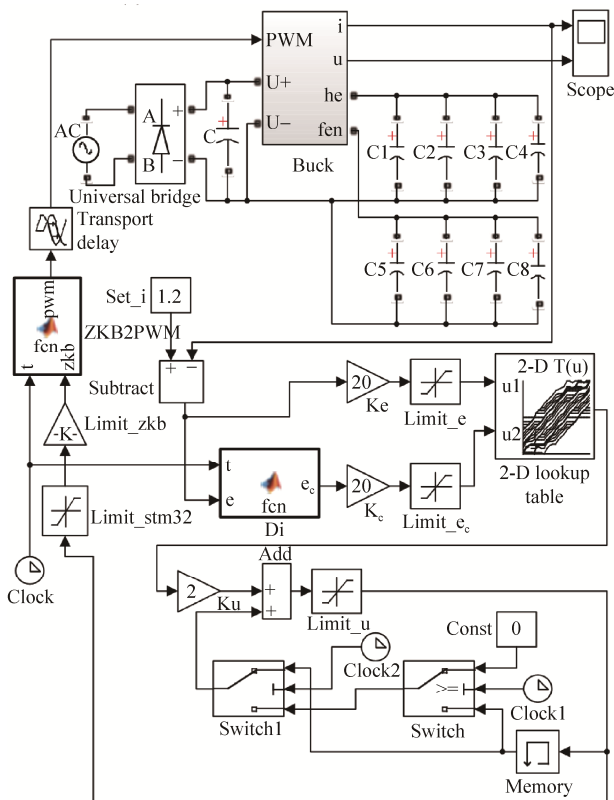 PWM
i
u
U+
U−
he
fen
Buck
Scope
AC
A
B
+
−
C
+
C1
+
C2
+
C3
+
C4
+
Universal bridge
Transport
delay
C5
+
C6
+
C7
+
C8
+
pwm
fcn
t
zkb
ZKB2PWM
Set_i
1.2
+
−
Subtract
20
Ke
Limit_e
2-D T(u)
u1
u2
2-D lookup
table
-K-
Limit_zkb
t
e
fcn
ec
Di
20
Kc
Limit_ec
Limit_stm32
Clock
2
Ku
Add
+
+
Limit_u
Const
0
Clock2
Clock1
>=
Switch1
Switch
Memory